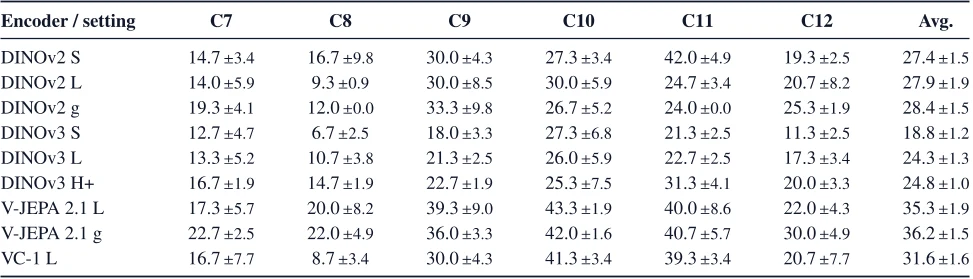 Encoder / setting C7 C8 C9 C10 C11 C12 Avg.
DINOv2 S 14.7 ±3.4 16.7 ±9.8 30.0 ±4.3 27.3 ±3.4 42.0 ±4.9 19.3 ±2.5 27.4 ±1.5
DINOv2 L 14.0 ±5.9 9.3 ±0.9 30.0 ±8.5 30.0 ±5.9 24.7 ±3.4 20.7 ±8.2 27.9 ±1.9
DINOv2 g 19.3 ±4.1 12.0 ±0.0 33.3 ±9.8 26.7 ±5.2 24.0 ±0.0 25.3 ±1.9 28.4 ±1.5
DINOv3 S 12.7 ±4.7 6.7 ±2.5 18.0 ±3.3 27.3 ±6.8 21.3 ±2.5 11.3 ±2.5 18.8 ±1.2
DINOv3 L 13.3 ±5.2 10.7 ±3.8 21.3 ±2.5 26.0 ±5.9 22.7 ±2.5 17.3 ±3.4 24.3 ±1.3
DINOv3 H+ 16.7 ±1.9 14.7 ±1.9 22.7 ±1.9 25.3 ±7.5 31.3 ±4.1 20.0 ±3.3 24.8 ±1.0
V-JEPA 2.1 L 17.3 ±5.7 20.0 ±8.2 39.3 ±9.0 43.3 ±1.9 40.0 ±8.6 22.0 ±4.3 35.3 ±1.9
V-JEPA 2.1 g 22.7 ±2.5 22.0 ±4.9 36.0 ±3.3 42.0 ±1.6 40.7 ±5.7 30.0 ±4.9 36.2 ±1.5
VC-1 L 16.7 ±7.7 8.7 ±3.4 30.0 ±4.3 41.3 ±3.4 39.3 ±3.4 20.7 ±7.7 31.6 ±1.6